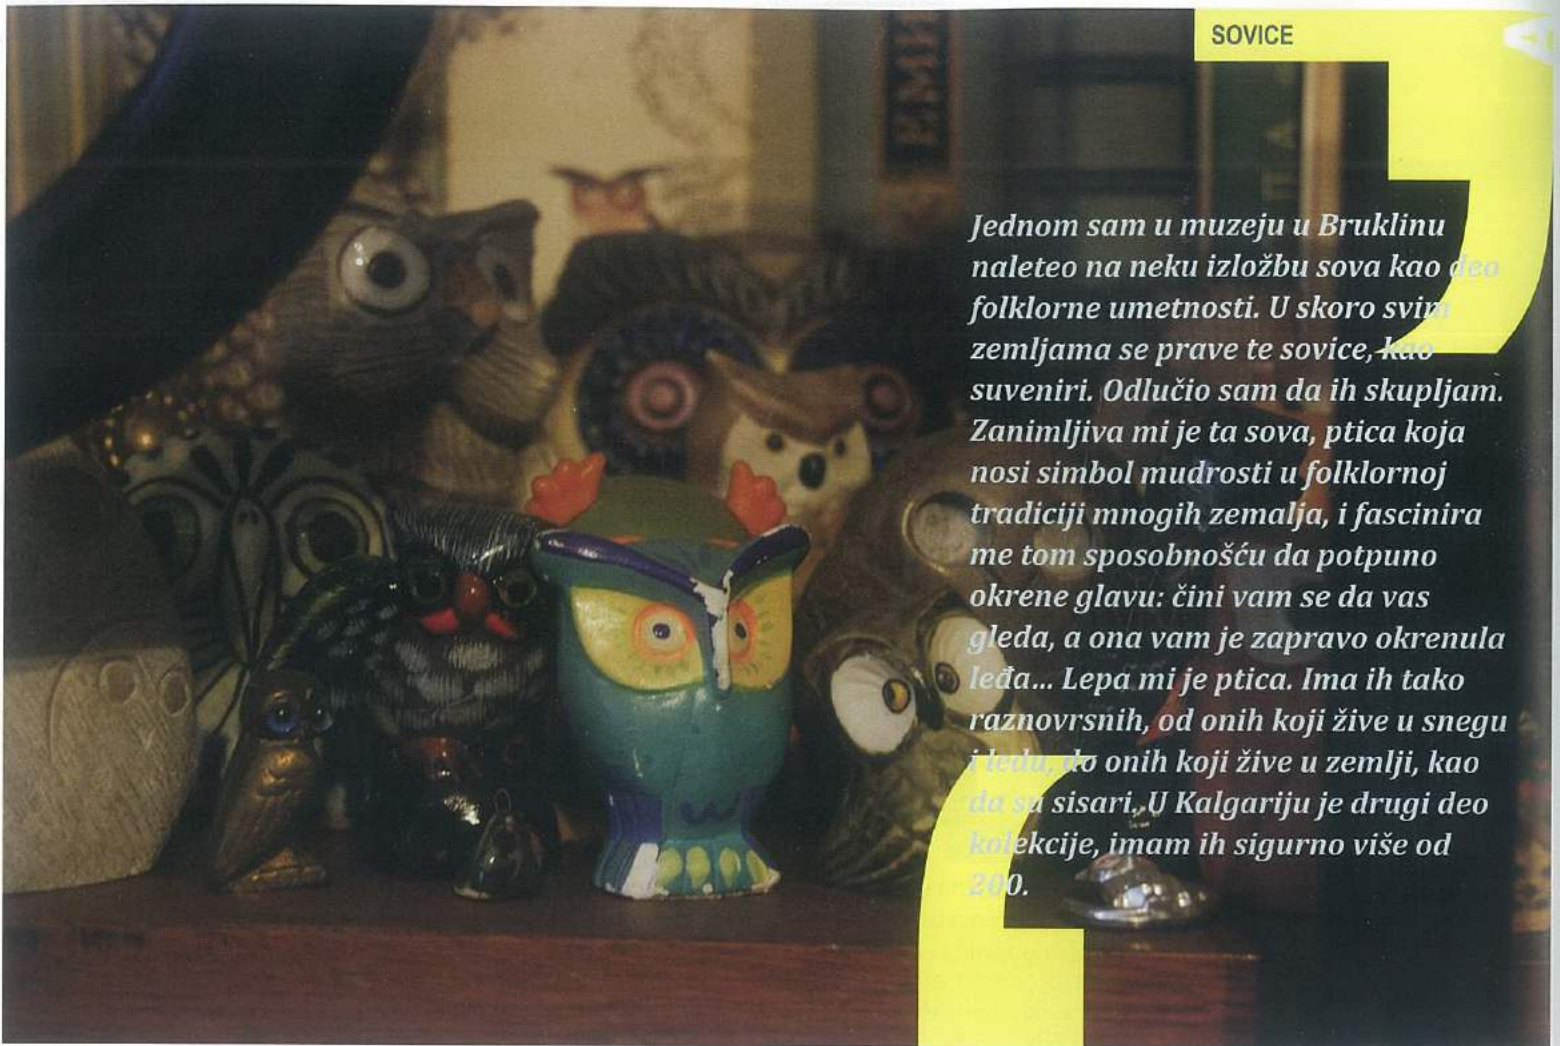 SOVICE
ЕМИ
Jednom sam u muzeju u Bruklinu
naleteo na neku izložbu sova kao deo
folklorne umetnosti. U skoro svim
zemljama se prave te sovice, kao
suveniri. Odlučio sam da ih skupljam.
Zanimljiva mi je ta sova, ptica koja
nosi simbol mudrosti u folklornoj
tradiciji mnogih zemalja, i fascinira
me tom sposobnošću da potpuno
okrene glavu: čini vam se da vas
gleda, a ona vam je zapravo okrenula
leđa... Lepa mi je ptica. Ima ih tako
raznovrsnih, od onih koji žive u snegu
i ledu, do onih koji žive u zemlji, kao
da su sisari. U Kalgariju je drugi deo
kolekcije, imam ih sigurno više od
200.